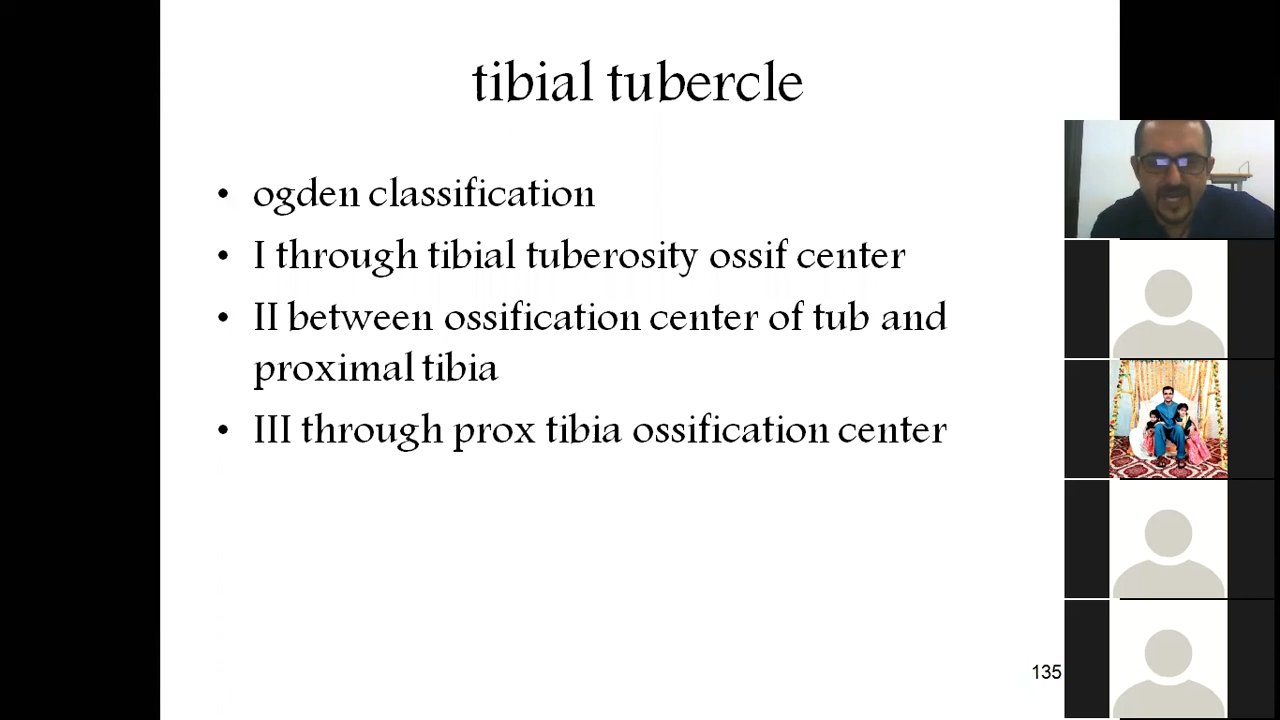 tibial tubercle
• ogden classification
• I through tibial tuberosity ossif center
• II between ossification center of tub and
proximal tibia
• III through prox tibia ossification center
135